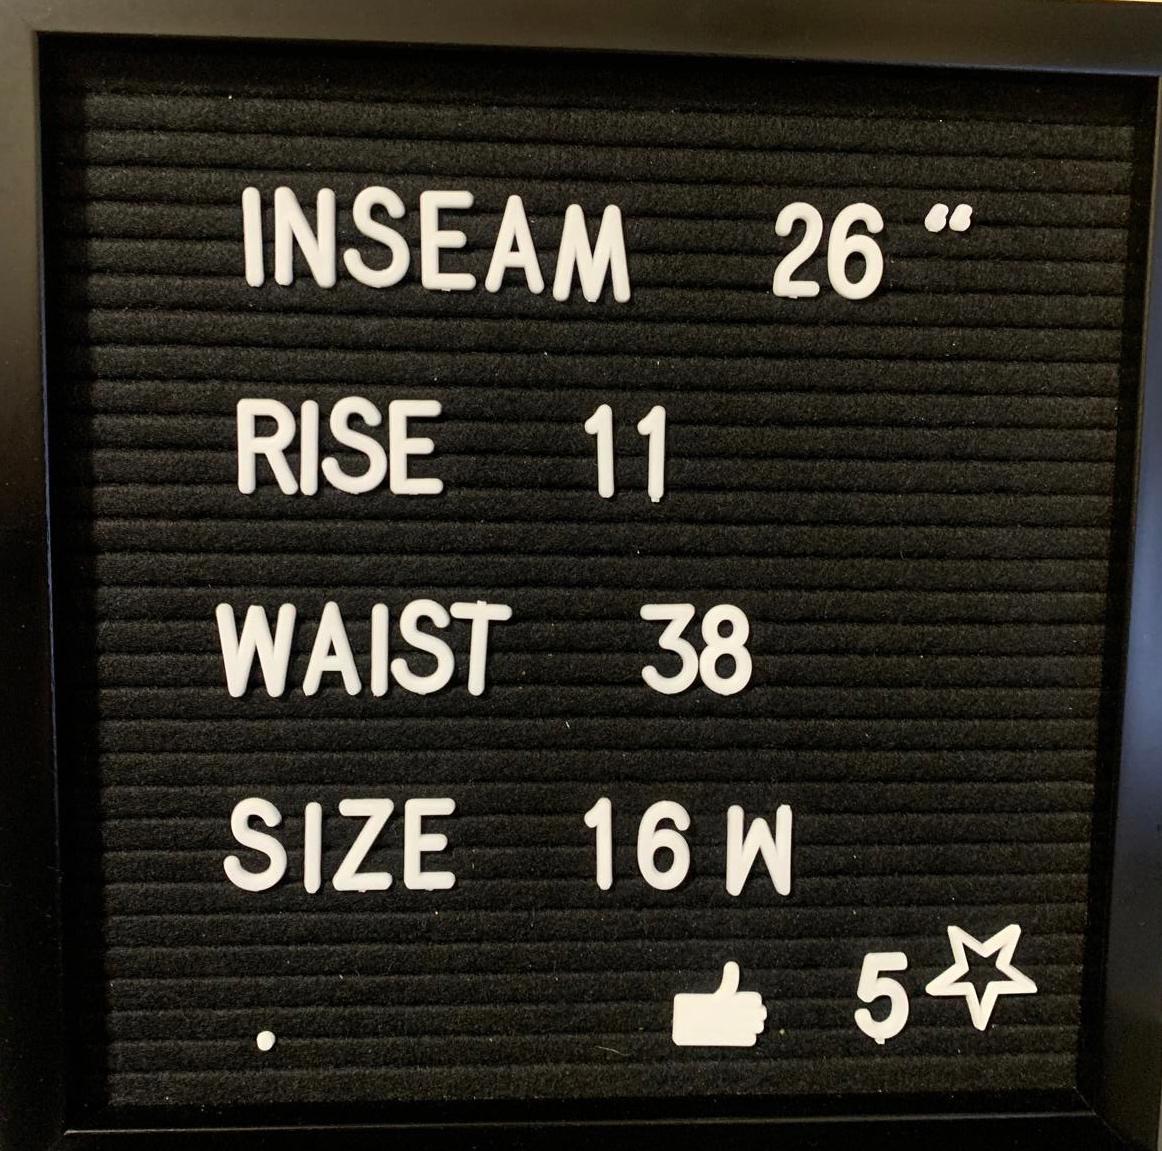 INSEAM 26 “
RISE 11
WAIST 38
SIZE 16 W
. 👍 5 ☆